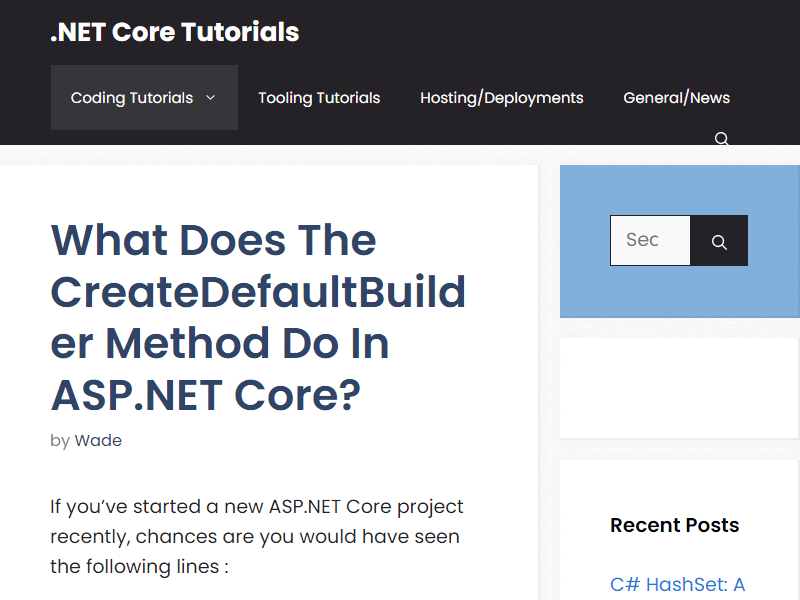 .NET Core Tutorials
Coding Tutorials
Tooling Tutorials
Hosting/Deployments
General/News
What Does The
CreateDefaultBuild
er Method Do In
ASP.NET Core?
by Wade
If you’ve started a new ASP.NET Core project
recently, chances are you would have seen
the following lines :
Sec
Recent Posts
C# HashSet: A